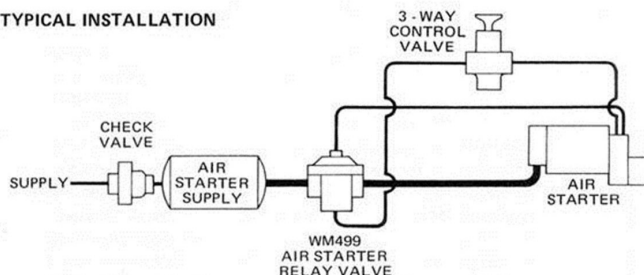 TYPICAL INSTALLATION
3 - WAY
CONTROL
VALVE
CHECK
VALVE
SUPPLY
AIR
STARTER
SUPPLY
AIR
STARTER
WM499
AIR STARTER
RELAY VALVE